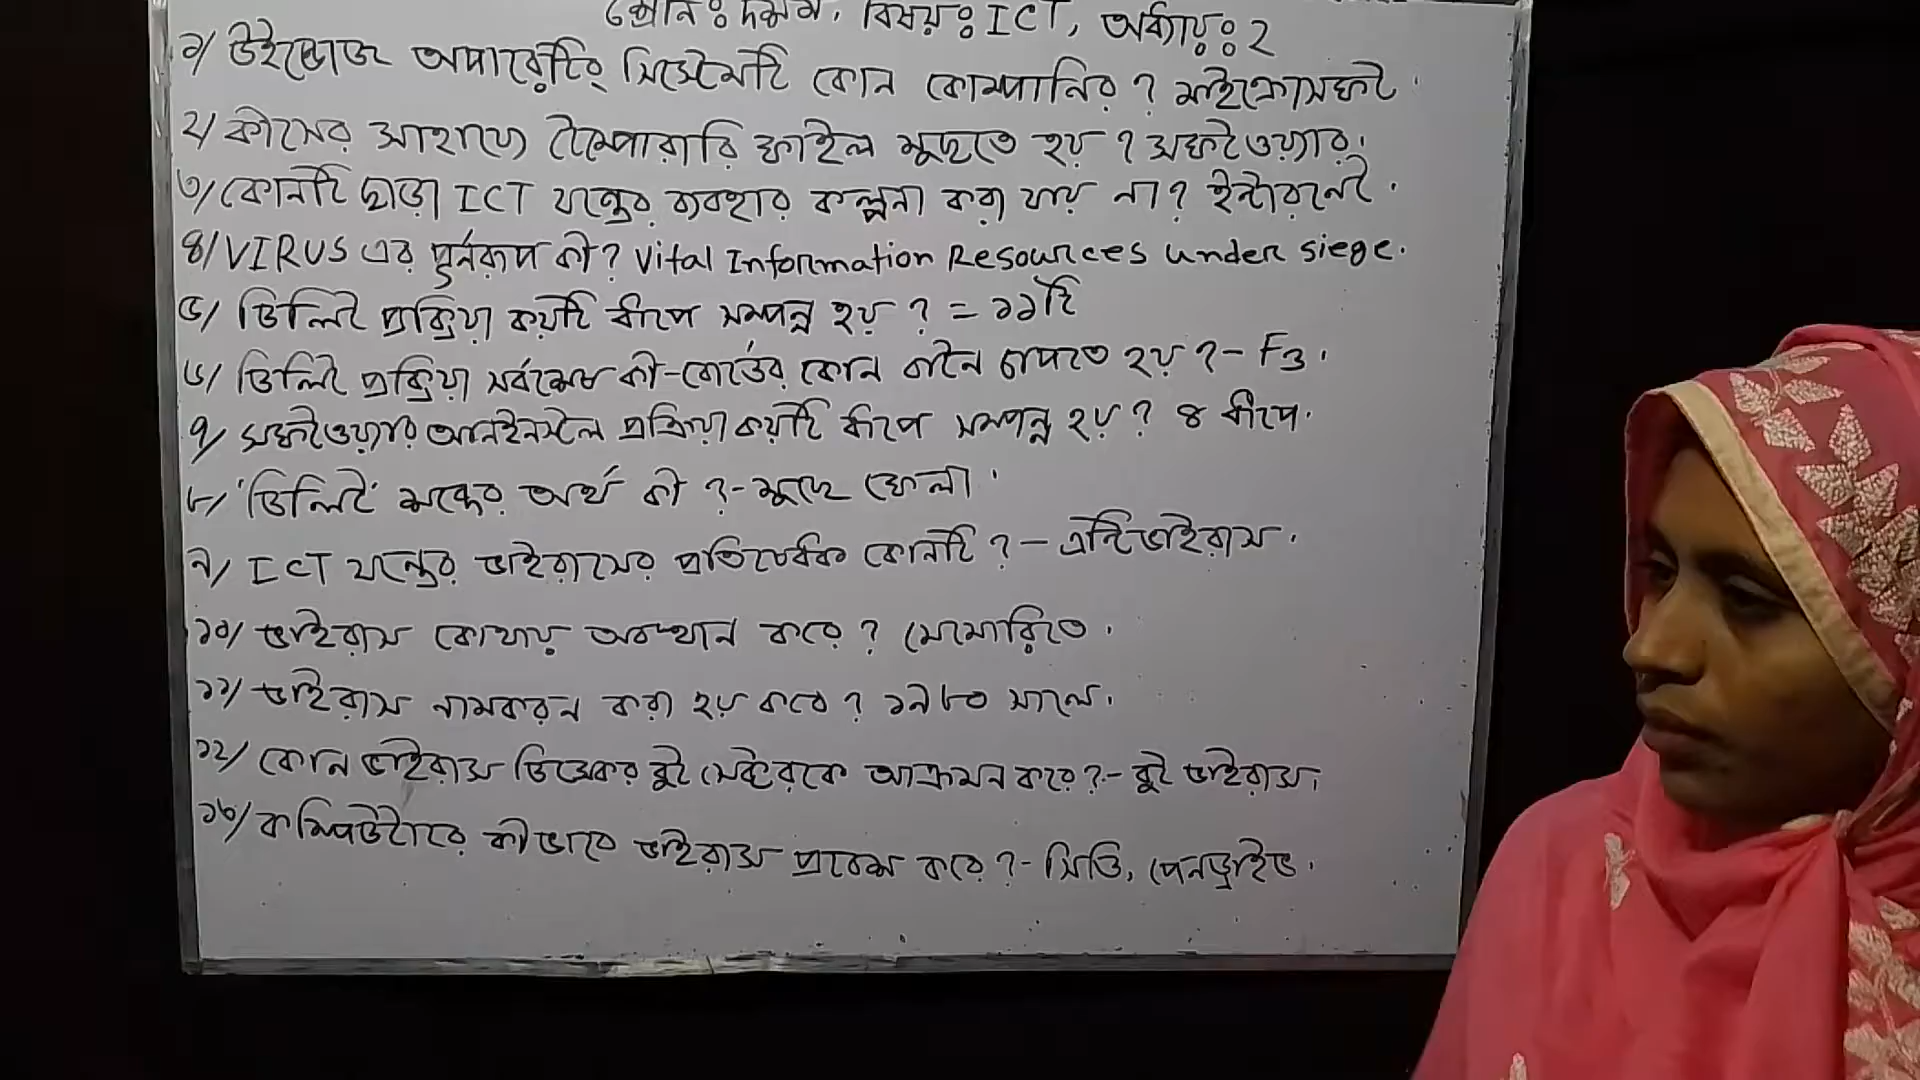 শ্রেনিঃ দশম, বিষয়ঃ ICT, অধ্যায়ঃ ২
১/ উইন্ডোজ অপারেটিং সিস্টেমটি কোন কোম্পানির? মাইক্রোসফট.
২/ কীসের সাহায্যে টেম্পোরারি ফাইল মুছতে হয়? সফটওয়্যার.
৩/ কোনটি ছাড়া ICT যন্ত্রের ব্যবহার কল্পনা করা যায় না? ইন্টারনেট.
৪/ VIRUS এর পূর্নরূপ কী? Vital Information Resources under siege.
৫/ ডিলিট প্রক্রিয়া কয়টি ধাপে সম্পন্ন হয়? = ১১টি
৬/ ডিলিট প্রক্রিয়া সর্বশেষ কী-বোর্ডের কোন বাটন চাপতে হয়? - F3.
৭/ সফটওয়্যার আনইনস্টল প্রক্রিয়া কয়টি ধাপে সম্পন্ন হয়? ৪ ধাপে.
৮/ 'ডিলিট' শব্দের অর্থ কী? - মুছে ফেলা.
৯/ ICT যন্ত্রের ভাইরাসের প্রতিষেধক কোনটি? - এন্টিভাইরাস.
১০/ ভাইরাস কোথায় অবস্থান করে? মেমোরিতে.
১১/ ভাইরাস নামকরন করা হয় কবে? ১৯৮০ সালে.
১২/ কোন ভাইরাস ডিস্কের বুট সেক্টরকে আক্রমন করে? - বুট ভাইরাস,
১৩/ কম্পিউটারে কীভাবে ভাইরাস প্রবেশ করে? - সিডি, পেনড্রাইভ.